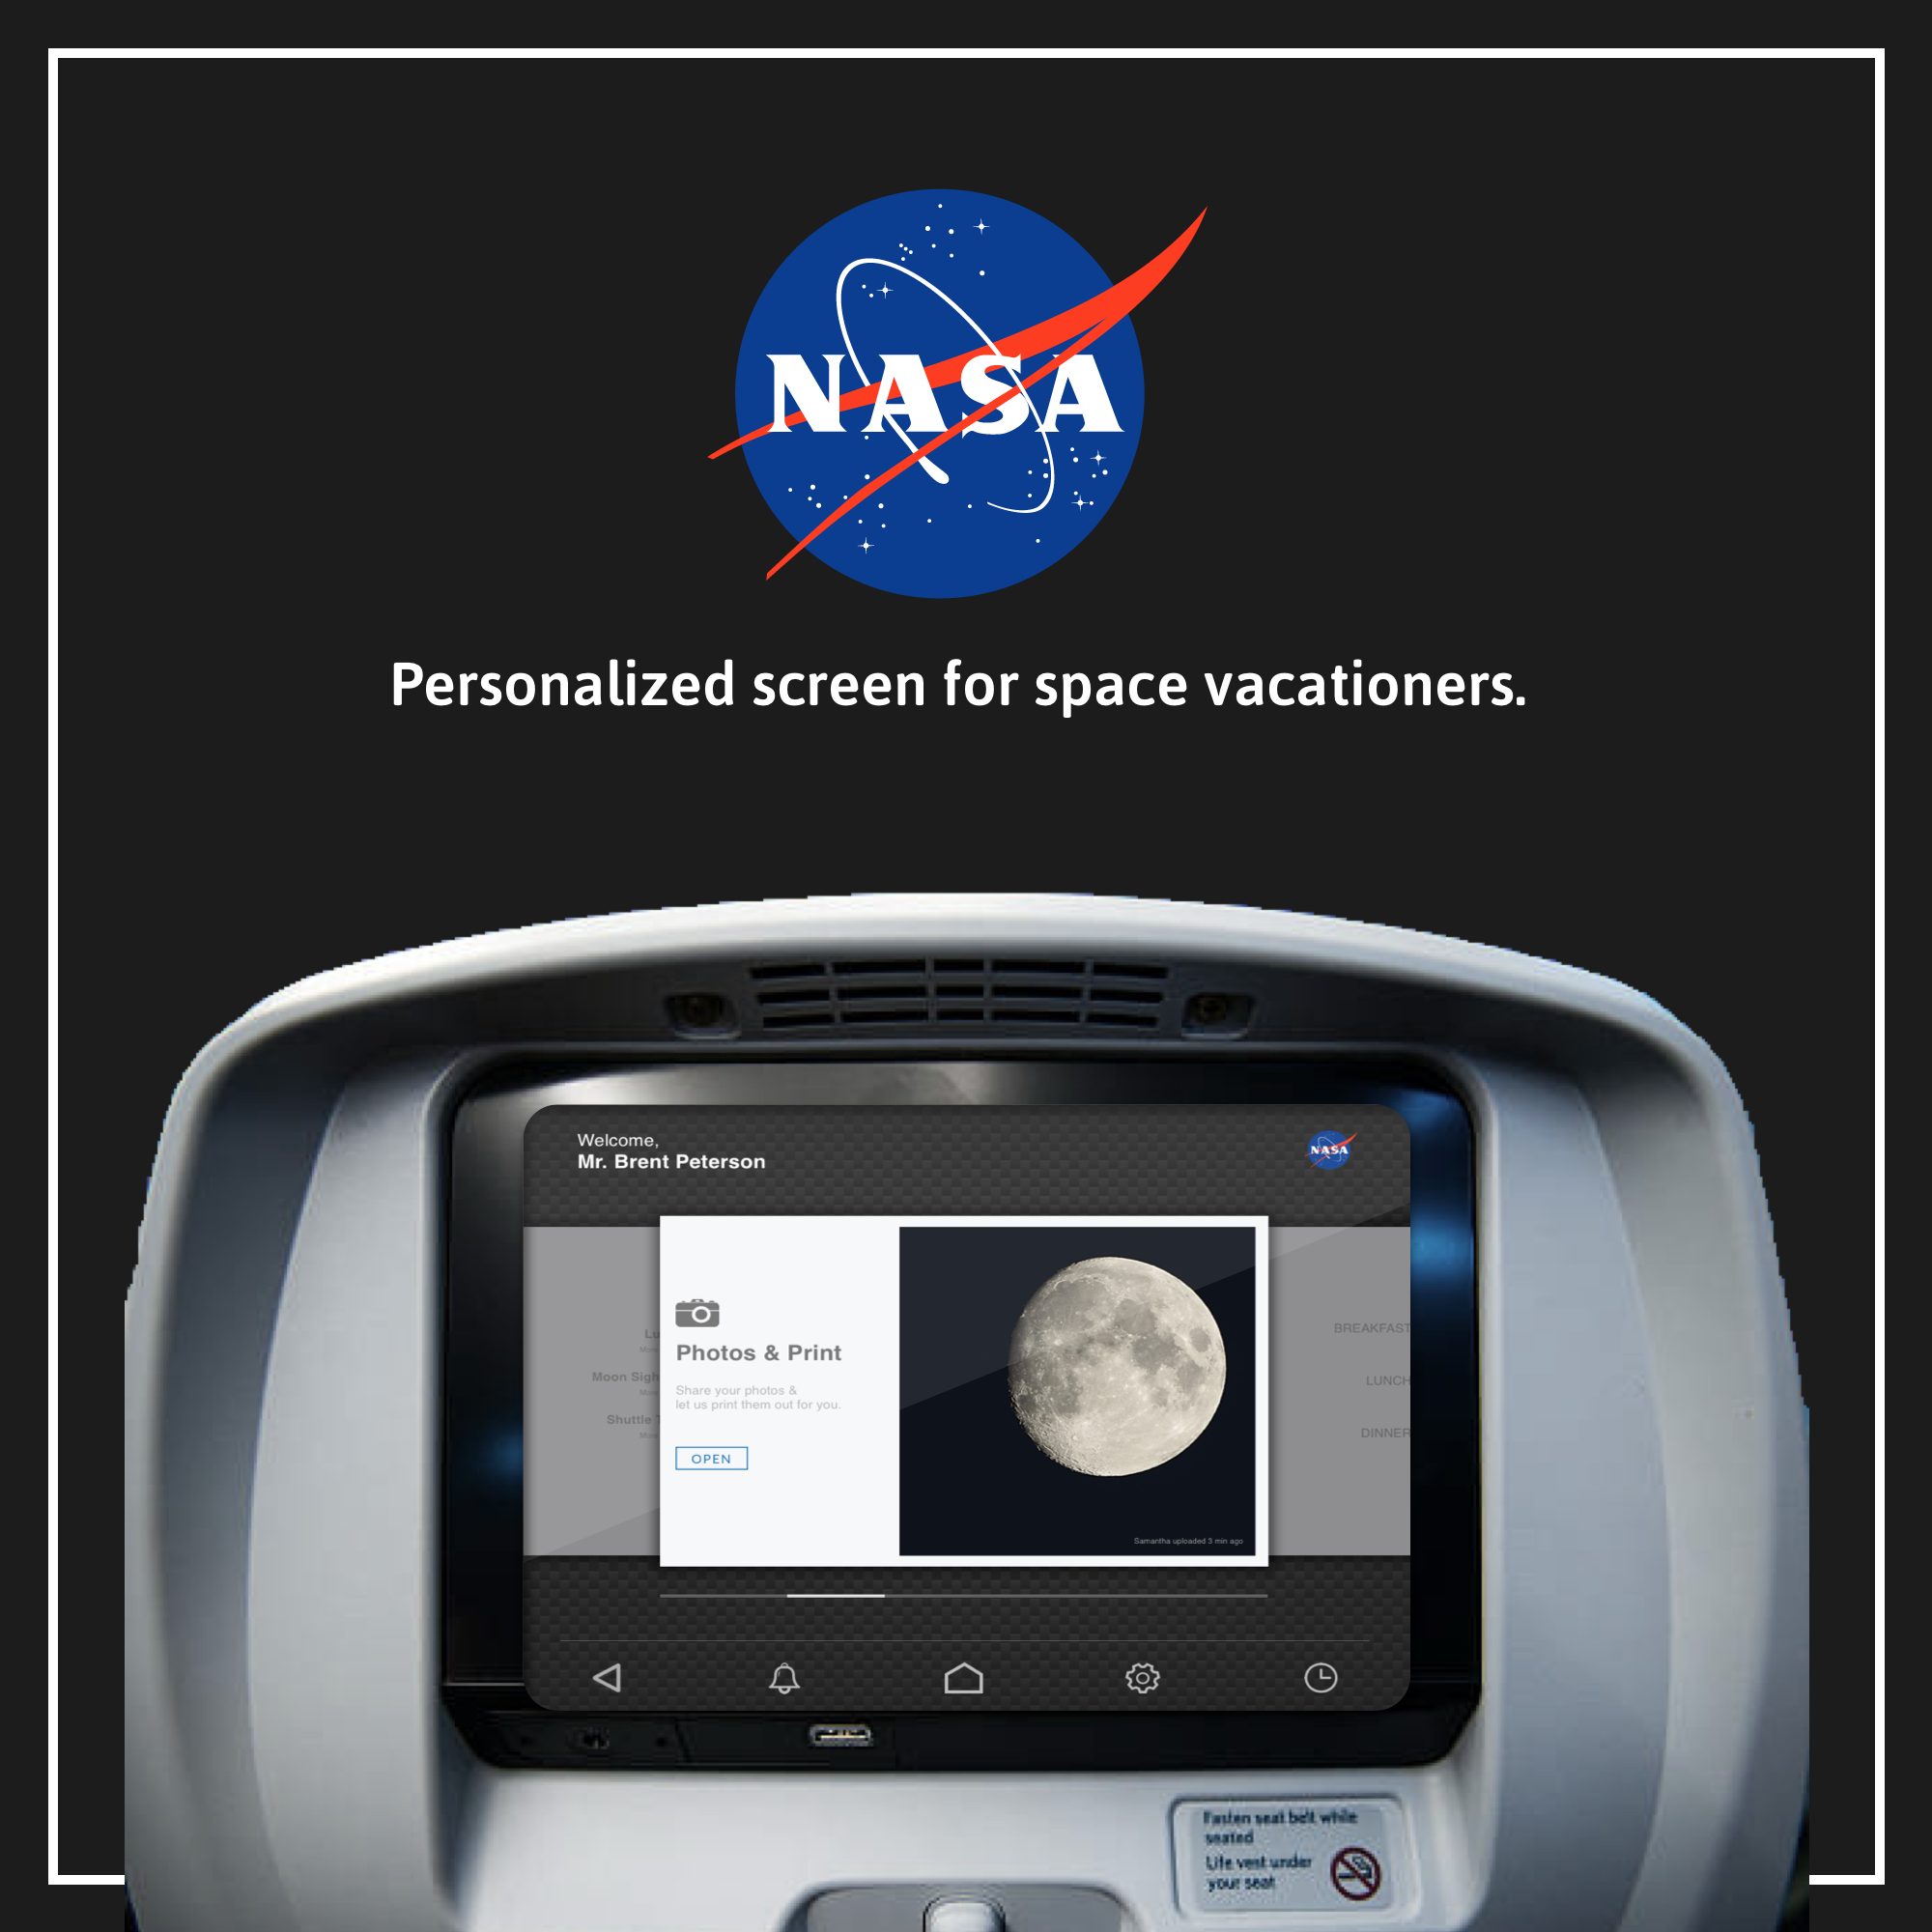 NASA
Personalized screen for space vacationers.
Welcome,
Mr. Brent Peterson
NASA
Lu
Moon Sigh
Shuttle T
Photos & Print
Share your photos &
let us print them out for you.
OPEN
Samantha uploaded 3 min ago
BREAKFAST
LUNCH
DINNER
Fasten seat belt while
seated
Life vest under
your seat